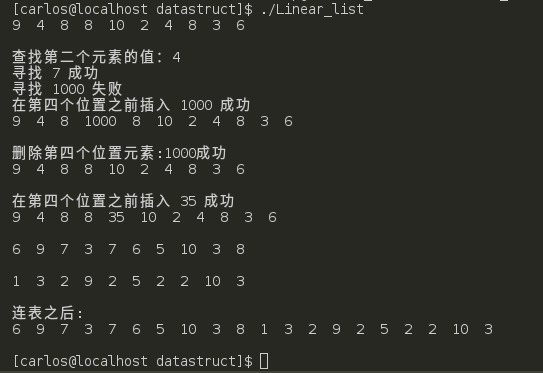 [carlos@localhost datastruct]$ ./Linear_list
9 4 8 8 10 2 4 8 3 6
查找第二个元素的值: 4
寻找 7 成功
寻找 1000 失败
在第四个位置之前插入 1000 成功
9 4 8 1000 8 10 2 4 8 3 6
删除第四个位置元素:1000成功
9 4 8 8 10 2 4 8 3 6
在第四个位置之前插入 35 成功
9 4 8 8 35 10 2 4 8 3 6
6 9 7 3 7 6 5 10 3 8
1 3 2 9 2 5 2 2 10 3
连表之后:
6 9 7 3 7 6 5 10 3 8 1 3 2 9 2 5 2 2 10 3
[carlos@localhost datastruct]$